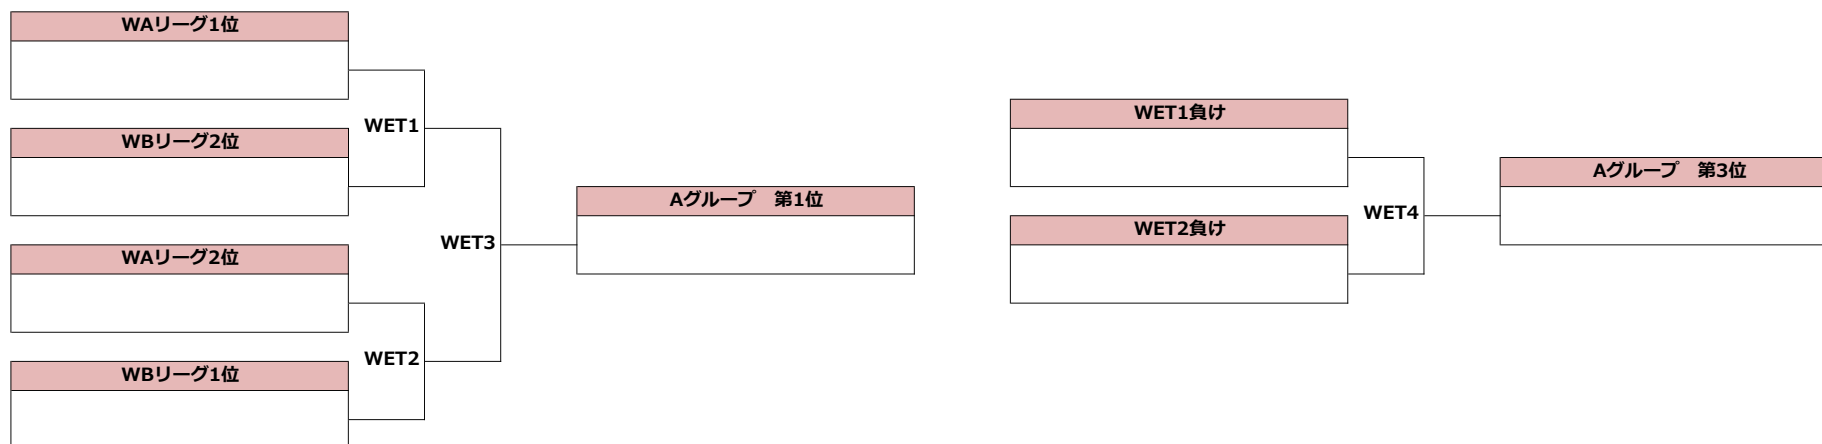 WAリーグ1位
WET1
WBリーグ2位
WET3
Aグループ　第1位
WAリーグ2位
WET2
WBリーグ1位
WET1負け
WET4
Aグループ　第3位
WET2負け